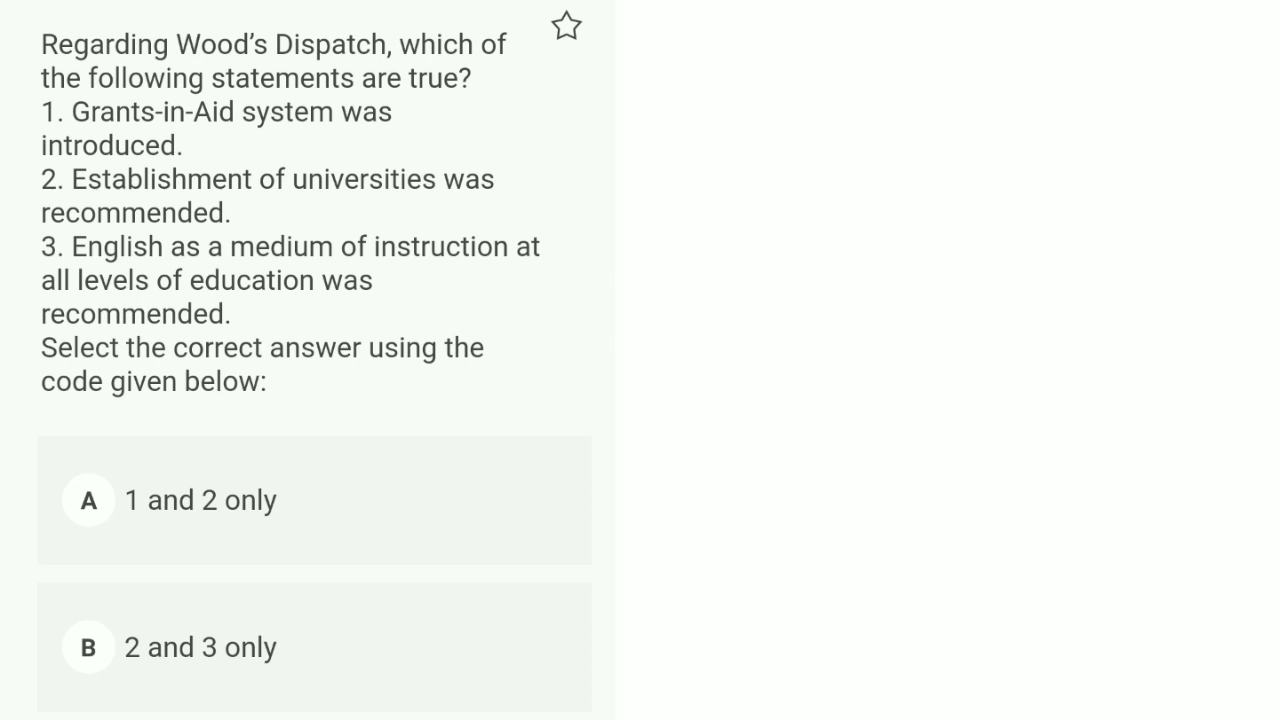 Regarding Wood’s Dispatch, which of
the following statements are true?
1. Grants-in-Aid system was
introduced.
2. Establishment of universities was
recommended.
3. English as a medium of instruction at
all levels of education was
recommended.
Select the correct answer using the
code given below:
A 1 and 2 only
B 2 and 3 only